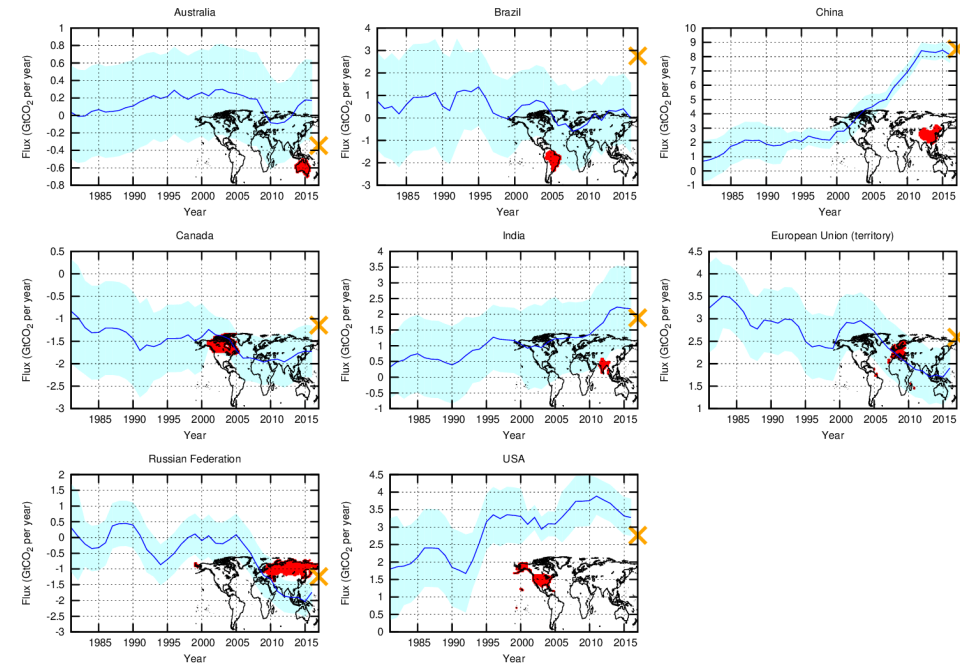 Australia
Flux (GtCO2 per year)
1
0.8
0.6
0.4
0.2
0
-0.2
-0.4
-0.6
-0.8
1985 1990 1995 2000 2005 2010 2015
Year
Brazil
Flux (GtCO2 per year)
4
3
2
1
0
-1
-2
-3
1985 1990 1995 2000 2005 2010 2015
Year
China
Flux (GtCO2 per year)
10
9
8
7
6
5
4
3
2
1
0
-1
1985 1990 1995 2000 2005 2010 2015
Year
Canada
Flux (GtCO2 per year)
0.5
0
-0.5
-1
-1.5
-2
-2.5
-3
1985 1990 1995 2000 2005 2010 2015
Year
India
Flux (GtCO2 per year)
4
3.5
3
2.5
2
1.5
1
0.5
0
-0.5
-1
1985 1990 1995 2000 2005 2010 2015
Year
European Union (territory)
Flux (GtCO2 per year)
4.5
4
3.5
3
2.5
2
1.5
1
1985 1990 1995 2000 2005 2010 2015
Year
Russian Federation
Flux (GtCO2 per year)
2
1.5
1
0.5
0
-0.5
-1
-1.5
-2
-2.5
-3
1985 1990 1995 2000 2005 2010 2015
Year
USA
Flux (GtCO2 per year)
4.5
4
3.5
3
2.5
2
1.5
1
0.5
0
1985 1990 1995 2000 2005 2010 2015
Year